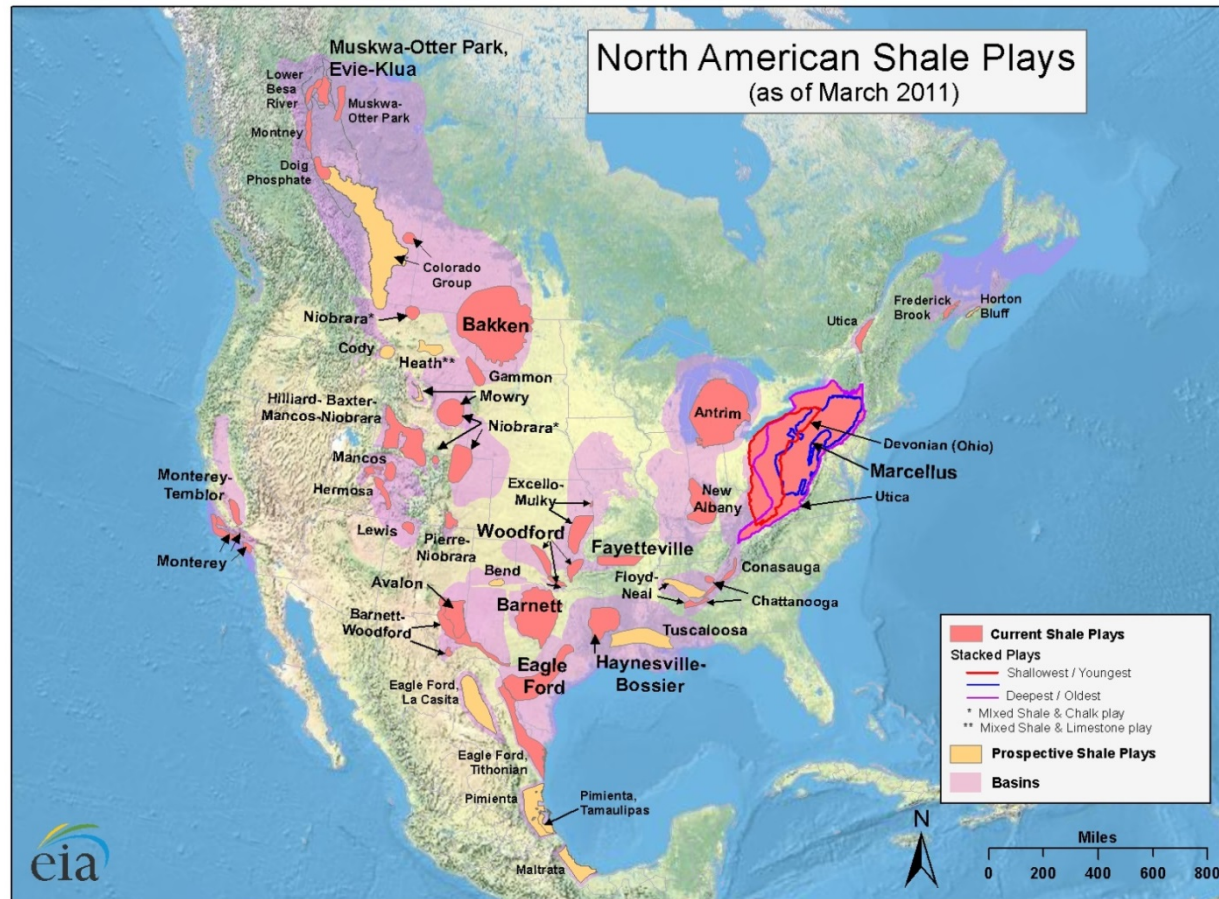 North American Shale Plays
(as of March 2011)
Muskwa-Otter Park,
Evie-Klua
Lower
Besa
River
Muskwa-
Otter Park
Montney
Doig
Phosphate
Colorado
Group
Niobrara*
Bakken
Cody
Heath**
Gammon
Mowry
Hilliard- Baxter-
Mancos-Niobrara
Niobrara*
Mancos
Hermosa
Lewis
Pierre-
Niobrara
Monterey-
Temblor
Monterey
Excello-
Mulky
Woodford
Fayetteville
Bend
Avalon
Barnett
Barnett-
Woodford
Eagle
Ford
Haynesville-
Bossier
Tuscaloosa
Floyd-
Neal
Conasauga
Chattanooga
New
Albany
Antrim
Devonian (Ohio)
Marcellus
Utica
Utica
Frederick
Brook
Horton
Bluff
Eagle Ford,
La Casita
Eagle Ford,
Tithonian
Pimienta
Pimienta,
Tamaulipas
Maltrata
Current Shale Plays
Stacked Plays
Shallowest / Youngest
Deepest / Oldest
* Mixed Shale & Chalk play
** Mixed Shale & Limestone play
Prospective Shale Plays
Basins
N
Miles
0 200 400 600 800
eia